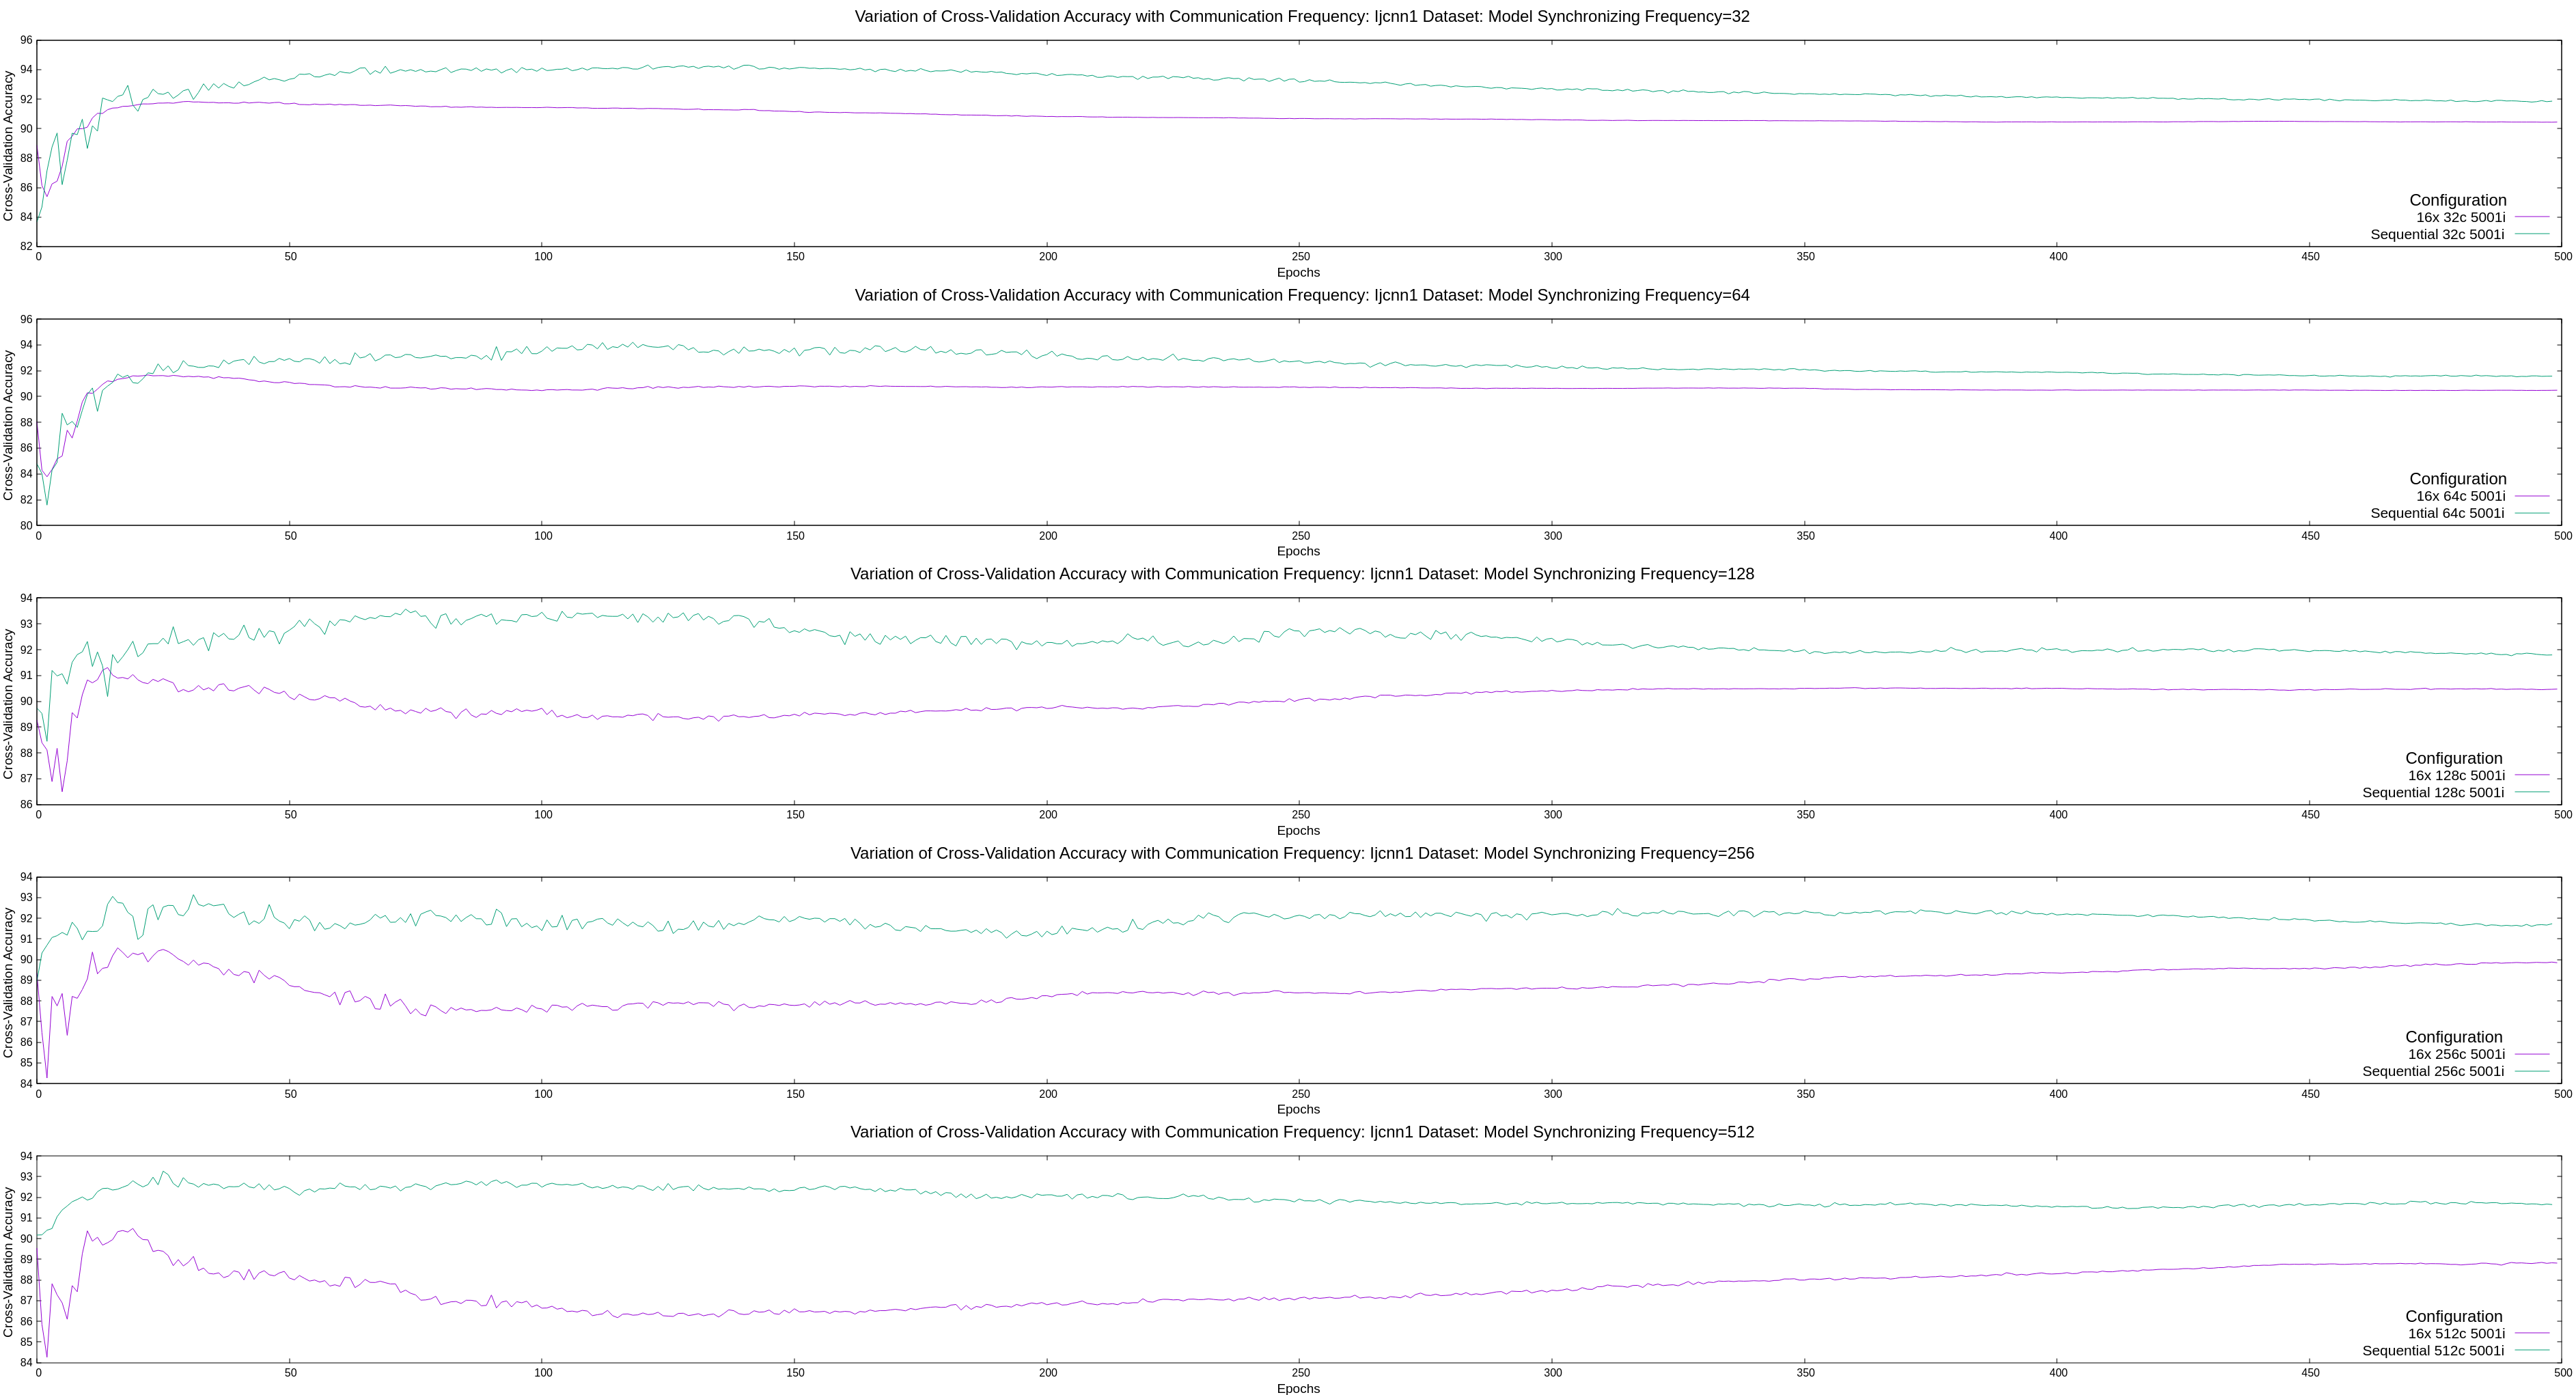 Variation of Cross-Validation Accuracy with Communication Frequency: Ijcnn1 Dataset: Model Synchronizing Frequency=32
96
94
92
90
88
86
84
82
Cross-Validation Accuracy
Configuration
16x 32c 5001i
Sequential 32c 5001i
0 50 100 150 200 250 300 350 400 450 500
Epochs
Variation of Cross-Validation Accuracy with Communication Frequency: Ijcnn1 Dataset: Model Synchronizing Frequency=64
96
94
92
90
88
86
84
82
80
Cross-Validation Accuracy
Configuration
16x 64c 5001i
Sequential 64c 5001i
0 50 100 150 200 250 300 350 400 450 500
Epochs
Variation of Cross-Validation Accuracy with Communication Frequency: Ijcnn1 Dataset: Model Synchronizing Frequency=128
94
93
92
91
90
89
88
87
86
Cross-Validation Accuracy
Configuration
16x 128c 5001i
Sequential 128c 5001i
0 50 100 150 200 250 300 350 400 450 500
Epochs
Variation of Cross-Validation Accuracy with Communication Frequency: Ijcnn1 Dataset: Model Synchronizing Frequency=256
94
93
92
91
90
89
88
87
86
85
84
Cross-Validation Accuracy
Configuration
16x 256c 5001i
Sequential 256c 5001i
0 50 100 150 200 250 300 350 400 450 500
Epochs
Variation of Cross-Validation Accuracy with Communication Frequency: Ijcnn1 Dataset: Model Synchronizing Frequency=512
94
93
92
91
90
89
88
87
86
85
84
Cross-Validation Accuracy
Configuration
16x 512c 5001i
Sequential 512c 5001i
0 50 100 150 200 250 300 350 400 450 500
Epochs